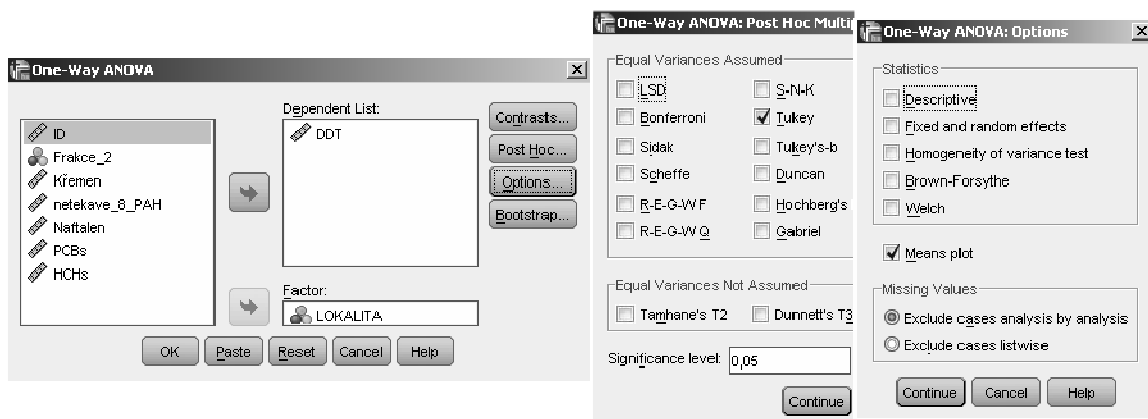 One-Way ANOVA
ID
Frakce_2
Křemen
netekave_8_PAH
Naftalen
PCBs
HCHs
Dependent List:
DDT
Factor:
LOKALITA
Contrasts...
Post Hoc...
Options...
Bootstrap...
OK Paste Reset Cancel Help
One-Way ANOVA: Post Hoc Multip
Equal Variances Assumed
LSD S-N-K
Bonferroni Tukey
Sidak Tukey's-b
Scheffe Duncan
R-E-G-W F Hochberg's
R-E-G-W Q Gabriel
Equal Variances Not Assumed
Tamhane's T2 Dunnett's T3
Significance level: 0,05
Continue
One-Way ANOVA: Options
Statistics
Descriptive
Fixed and random effects
Homogeneity of variance test
Brown-Forsythe
Welch
Means plot
Missing Values
Exclude cases analysis by analysis
Exclude cases listwise
Continue Cancel Help